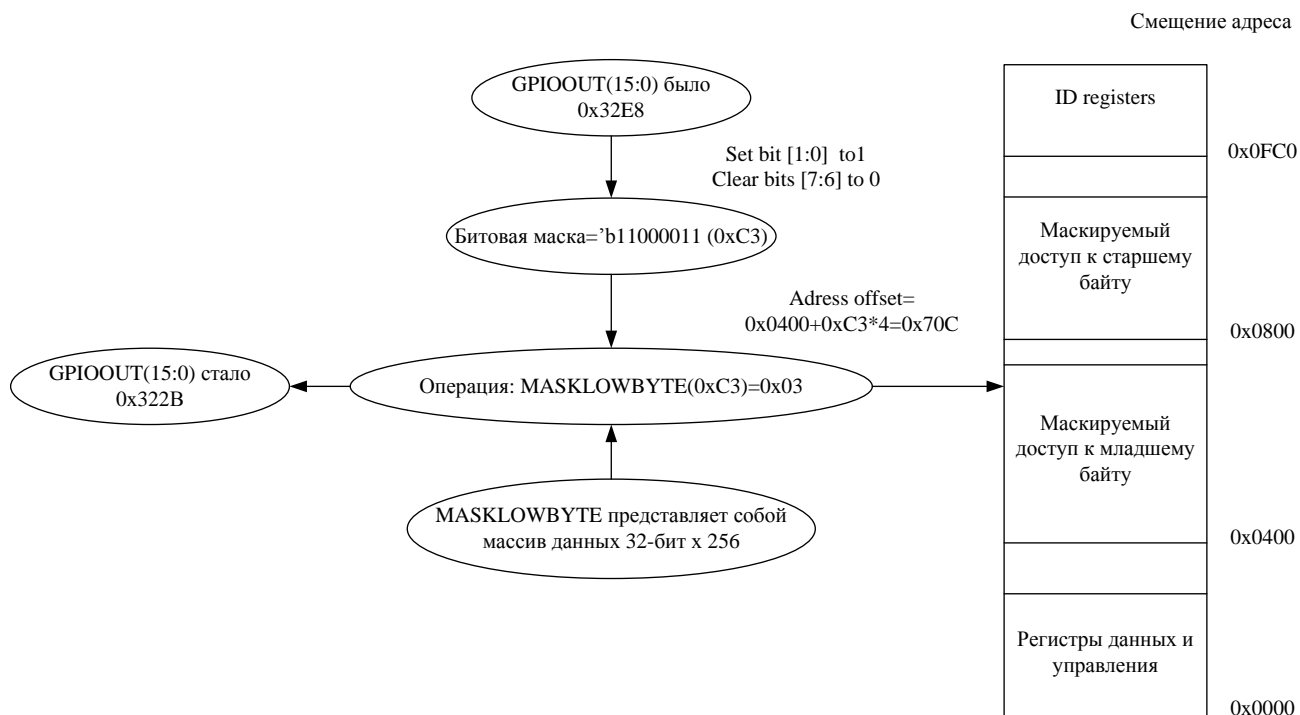 Смещение адреса
GPIOOUT(15:0) было
0x32E8
Set bit [1:0] to1
Clear bits [7:6] to 0
Битовая маска='b11000011 (0xC3)
Adress offset=
0x0400+0xC3*4=0x70C
GPIOOUT(15:0) стало
0x322B
Операция: MASKLOWBYTE(0xC3)=0x03
MASKLOWBYTE представляет собой
массив данных 32-бит x 256
ID registers
0x0FC0
Маскируемый
доступ к старшему
байту
0x0800
Маскируемый
доступ к младшему
байту
0x0400
Регистры данных и
управления
0x0000